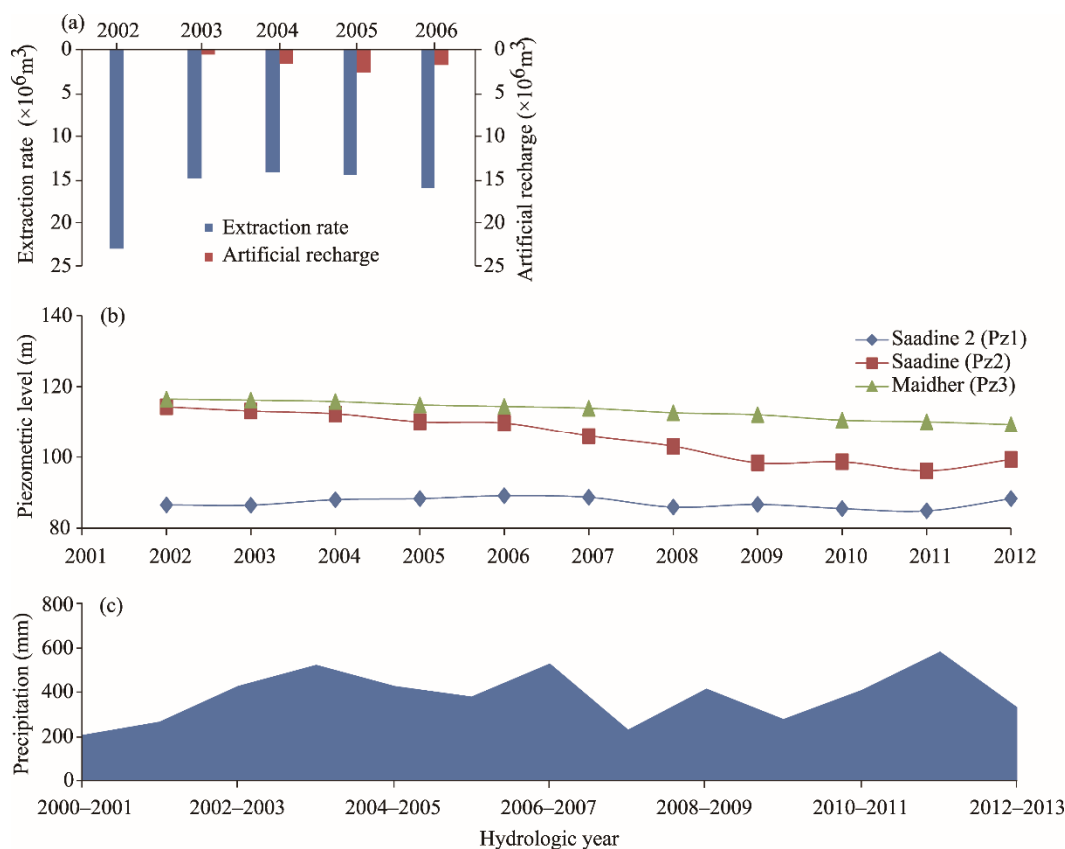 (a)
2002 2003 2004 2005 2006
0 0
5 5
10 10
15 15
20 20
25 25
Extraction rate (×10⁶m³)
Artificial recharge (×10⁶m³)
Extraction rate
Artificial recharge
(b)
140
120
100
80
Piezometric level (m)
Saadine 2 (Pz1)
Saadine (Pz2)
Maidher (Pz3)
2001 2002 2003 2004 2005 2006 2007 2008 2009 2010 2011 2012
(c)
800
600
400
200
0
Precipitation (mm)
2000–2001 2002–2003 2004–2005 2006–2007 2008–2009 2010–2011 2012–2013
Hydrologic year